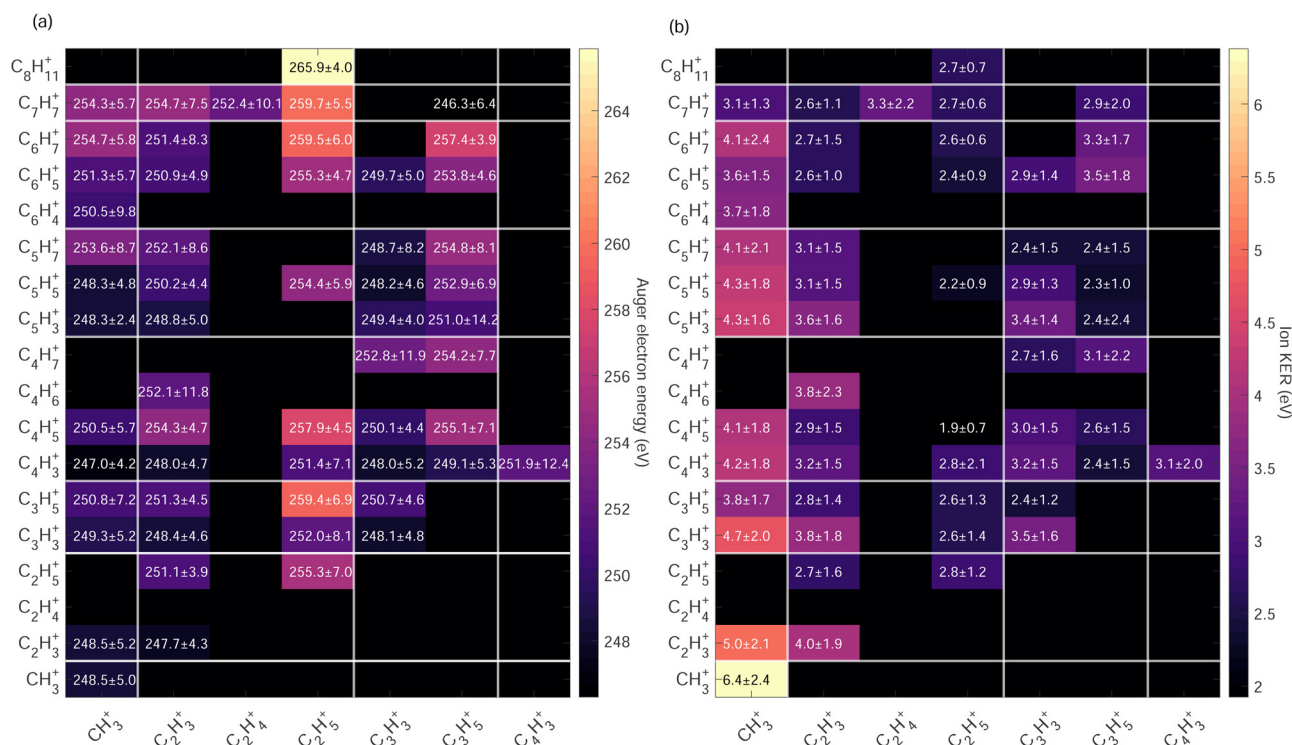 (a)
(b)
C₈H₁₁⁺ 265.9±4.0
C₇H₇⁺ 254.3±5.7 254.7±7.5 252.4±10.1 259.7±5.5 246.3±6.4
C₆H₇⁺ 254.7±5.8 251.4±8.3 259.5±6.0 257.4±3.9
C₆H₅⁺ 251.3±5.7 250.9±4.9 255.3±4.7 249.7±5.0 253.8±4.6
C₆H₄⁺ 250.5±9.8
C₅H₇⁺ 253.6±8.7 252.1±8.6 248.7±8.2 254.8±8.1
C₅H₅⁺ 248.3±4.8 250.2±4.4 254.4±5.9 248.2±4.6 252.9±6.9
C₅H₃⁺ 248.3±2.4 248.8±5.0 249.4±4.0 251.0±14.2
C₄H₇⁺ 252.8±11.9 254.2±7.7
C₄H₆⁺ 252.1±11.8
C₄H₅⁺ 250.5±5.7 254.3±4.7 257.9±4.5 250.1±4.4 255.1±7.1
C₄H₃⁺ 247.0±4.2 248.0±4.7 251.4±7.1 248.0±5.2 249.1±5.3 251.9±12.4
C₃H₅⁺ 250.8±7.2 251.3±4.5 259.4±6.9 250.7±4.6
C₃H₃⁺ 249.3±5.2 248.4±4.6 252.0±8.1 248.1±4.8
C₂H₅⁺ 251.1±3.9 255.3±7.0
C₂H₄⁺
C₂H₃⁺ 248.5±5.2 247.7±4.3
CH₃⁺ 248.5±5.0
CH₃⁺ C₂H₃⁺ C₂H₄⁺ C₂H₅⁺ C₃H₃⁺ C₃H₅⁺ C₄H₃⁺
264
262
260
258
256
254
252
250
248
Auger electron energy (eV)
C₈H₁₁⁺ 2.7±0.7
C₇H₇⁺ 3.1±1.3 2.6±1.1 3.3±2.2 2.7±0.6 2.9±2.0
C₆H₇⁺ 4.1±2.4 2.7±1.5 2.6±0.6 3.3±1.7
C₆H₅⁺ 3.6±1.5 2.6±1.0 2.4±0.9 2.9±1.4 3.5±1.8
C₆H₄⁺ 3.7±1.8
C₅H₇⁺ 4.1±2.1 3.1±1.5 2.4±1.5 2.4±1.5
C₅H₅⁺ 4.3±1.8 3.1±1.5 2.2±0.9 2.9±1.3 2.3±1.0
C₅H₃⁺ 4.3±1.6 3.6±1.6 3.4±1.4 2.4±2.4
C₄H₇⁺ 2.7±1.6 3.1±2.2
C₄H₆⁺ 3.8±2.3
C₄H₅⁺ 4.1±1.8 2.9±1.5 1.9±0.7 3.0±1.5 2.6±1.5
C₄H₃⁺ 4.2±1.8 3.2±1.5 2.8±2.1 3.2±1.5 2.4±1.5 3.1±2.0
C₃H₅⁺ 3.8±1.7 2.8±1.4 2.6±1.3 2.4±1.2
C₃H₃⁺ 4.7±2.0 3.8±1.8 2.6±1.4 3.5±1.6
C₂H₅⁺ 2.7±1.6 2.8±1.2
C₂H₄⁺
C₂H₃⁺ 5.0±2.1 4.0±1.9
CH₃⁺ 6.4±2.4
CH₃⁺ C₂H₃⁺ C₂H₄⁺ C₂H₅⁺ C₃H₃⁺ C₃H₅⁺ C₄H₃⁺
6
5.5
5
4.5
4
3.5
3
2.5
2
Ion KER (eV)